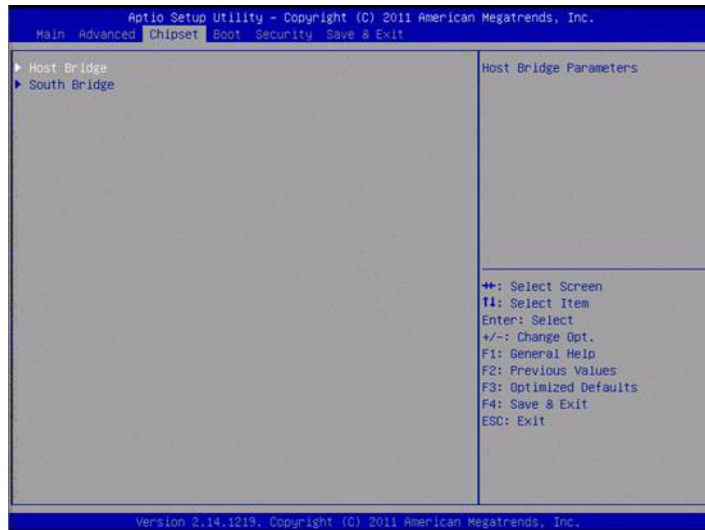 Aptio Setup Utility – Copyright (C) 2011 American Megatrends, Inc.
Main Advanced Chipset Boot Security Save & Exit
Host Bridge
South Bridge
Host Bridge Parameters
↔: Select Screen
↑↓: Select Item
Enter: Select
+/-: Change Opt.
F1: General Help
F2: Previous Values
F3: Optimized Defaults
F4: Save & Exit
ESC: Exit
Version 2.14.1219. Copyright (C) 2011 American Megatrends, Inc.